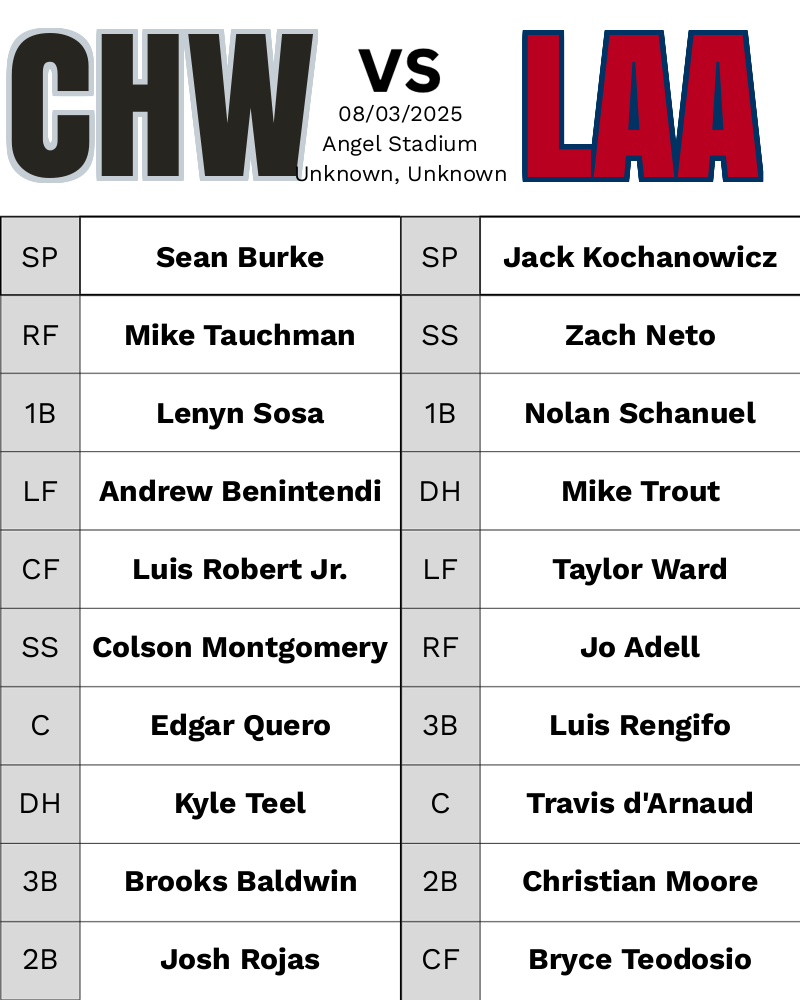 CHW
VS
08/03/2025
Angel Stadium
Unknown, Unknown
LAA
SP Sean Burke SP Jack Kochanowicz
RF Mike Tauchman SS Zach Neto
1B Lenyn Sosa 1B Nolan Schanuel
LF Andrew Benintendi DH Mike Trout
CF Luis Robert Jr. LF Taylor Ward
SS Colson Montgomery RF Jo Adell
C Edgar Quero 3B Luis Rengifo
DH Kyle Teel C Travis d'Arnaud
3B Brooks Baldwin 2B Christian Moore
2B Josh Rojas CF Bryce Teodosio